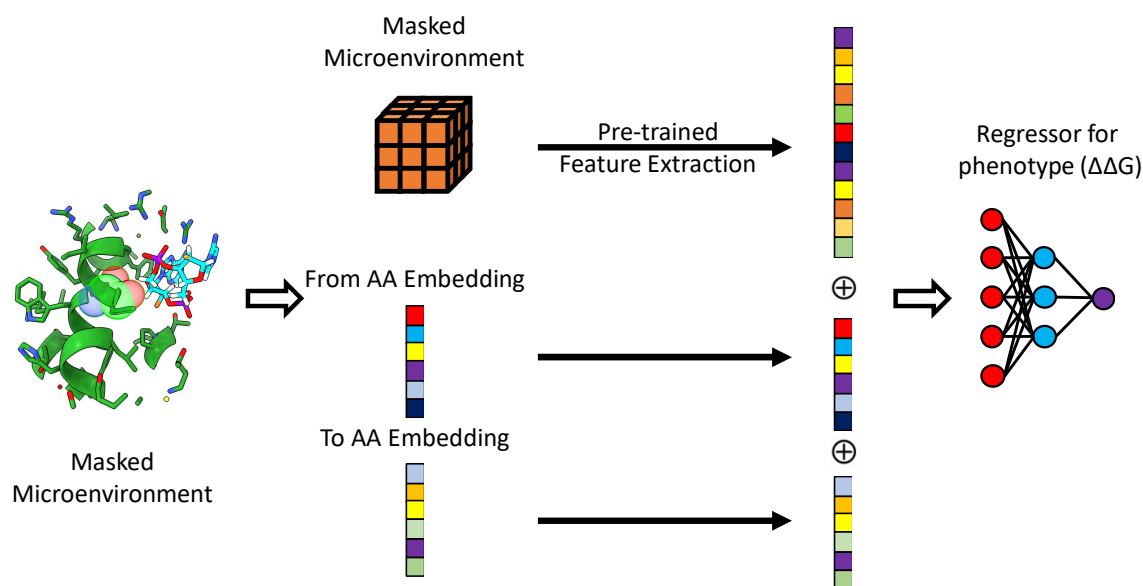 Masked
Microenvironment
Pre-trained
Feature Extraction
Regressor for
phenotype (ΔΔG)
From AA Embedding
To AA Embedding
Masked
Microenvironment